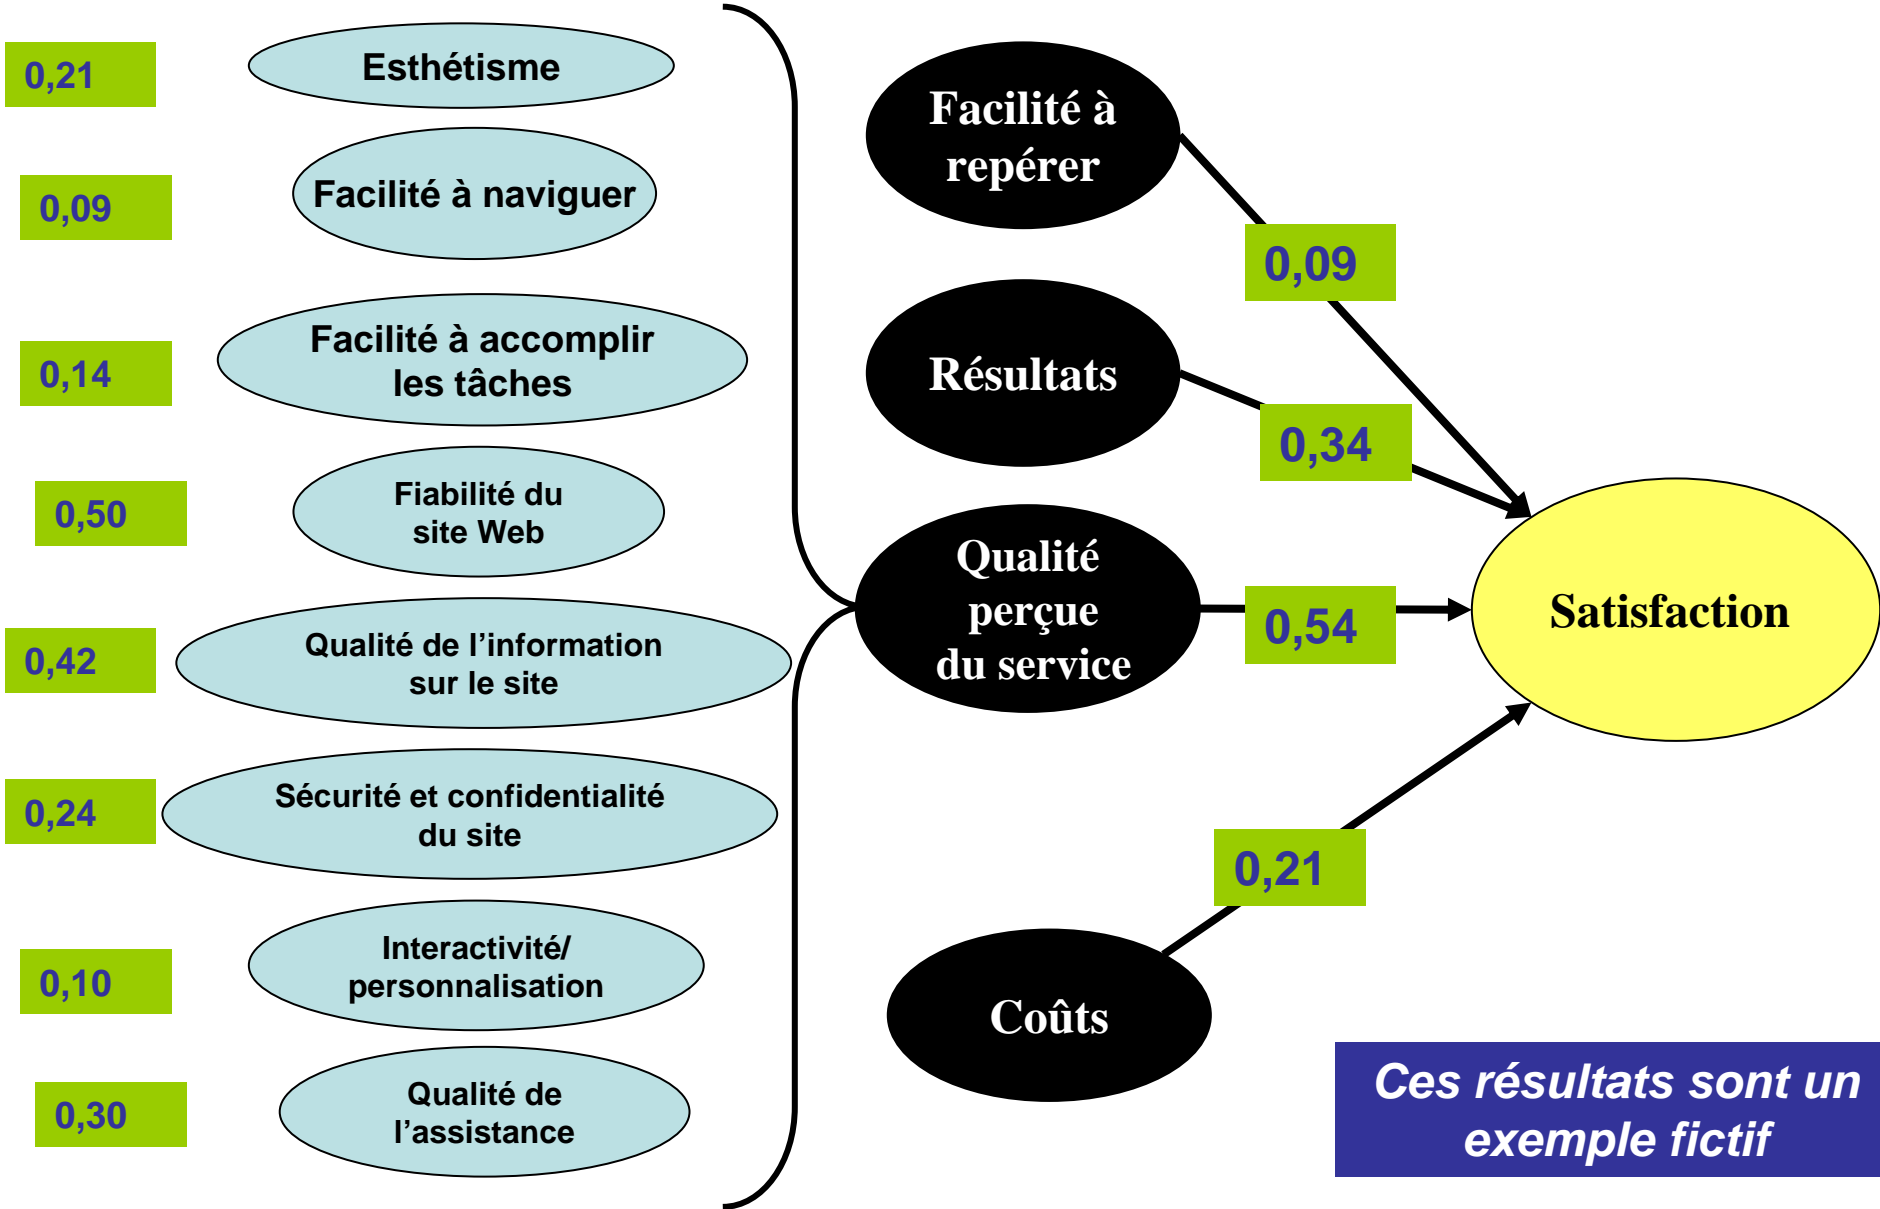 0,21
Esthétisme
0,09
Facilité à naviguer
0,14
Facilité à accomplir
les tâches
0,50
Fiabilité du
site Web
0,42
Qualité de l’information
sur le site
0,24
Sécurité et confidentialité
du site
0,10
Interactivité/
personnalisation
0,30
Qualité de
l’assistance
Facilité à
repérer
0,09
Résultats
0,34
Qualité
perçue
du service
0,54
Coûts
0,21
Satisfaction
Ces résultats sont un
exemple fictif